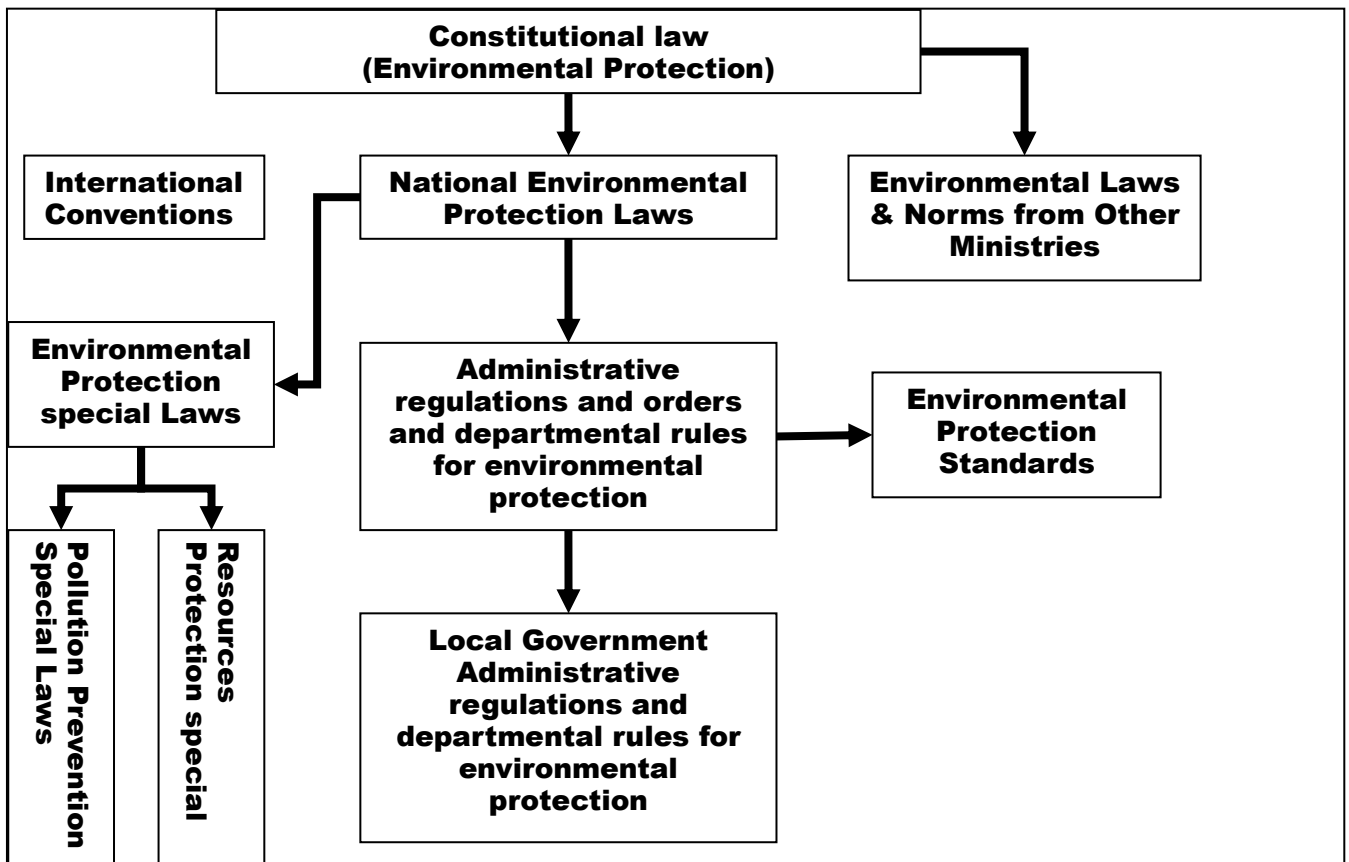 Constitutional law
(Environmental Protection)
International
Conventions
National Environmental
Protection Laws
Environmental Laws
& Norms from Other
Ministries
Environmental
Protection
special Laws
Administrative
regulations and orders
and departmental rules
for environmental
protection
Environmental
Protection
Standards
Pollution Prevention
Special Laws
Resources
Protection special
Local Government
Administrative
regulations and
departmental rules for
environmental
protection